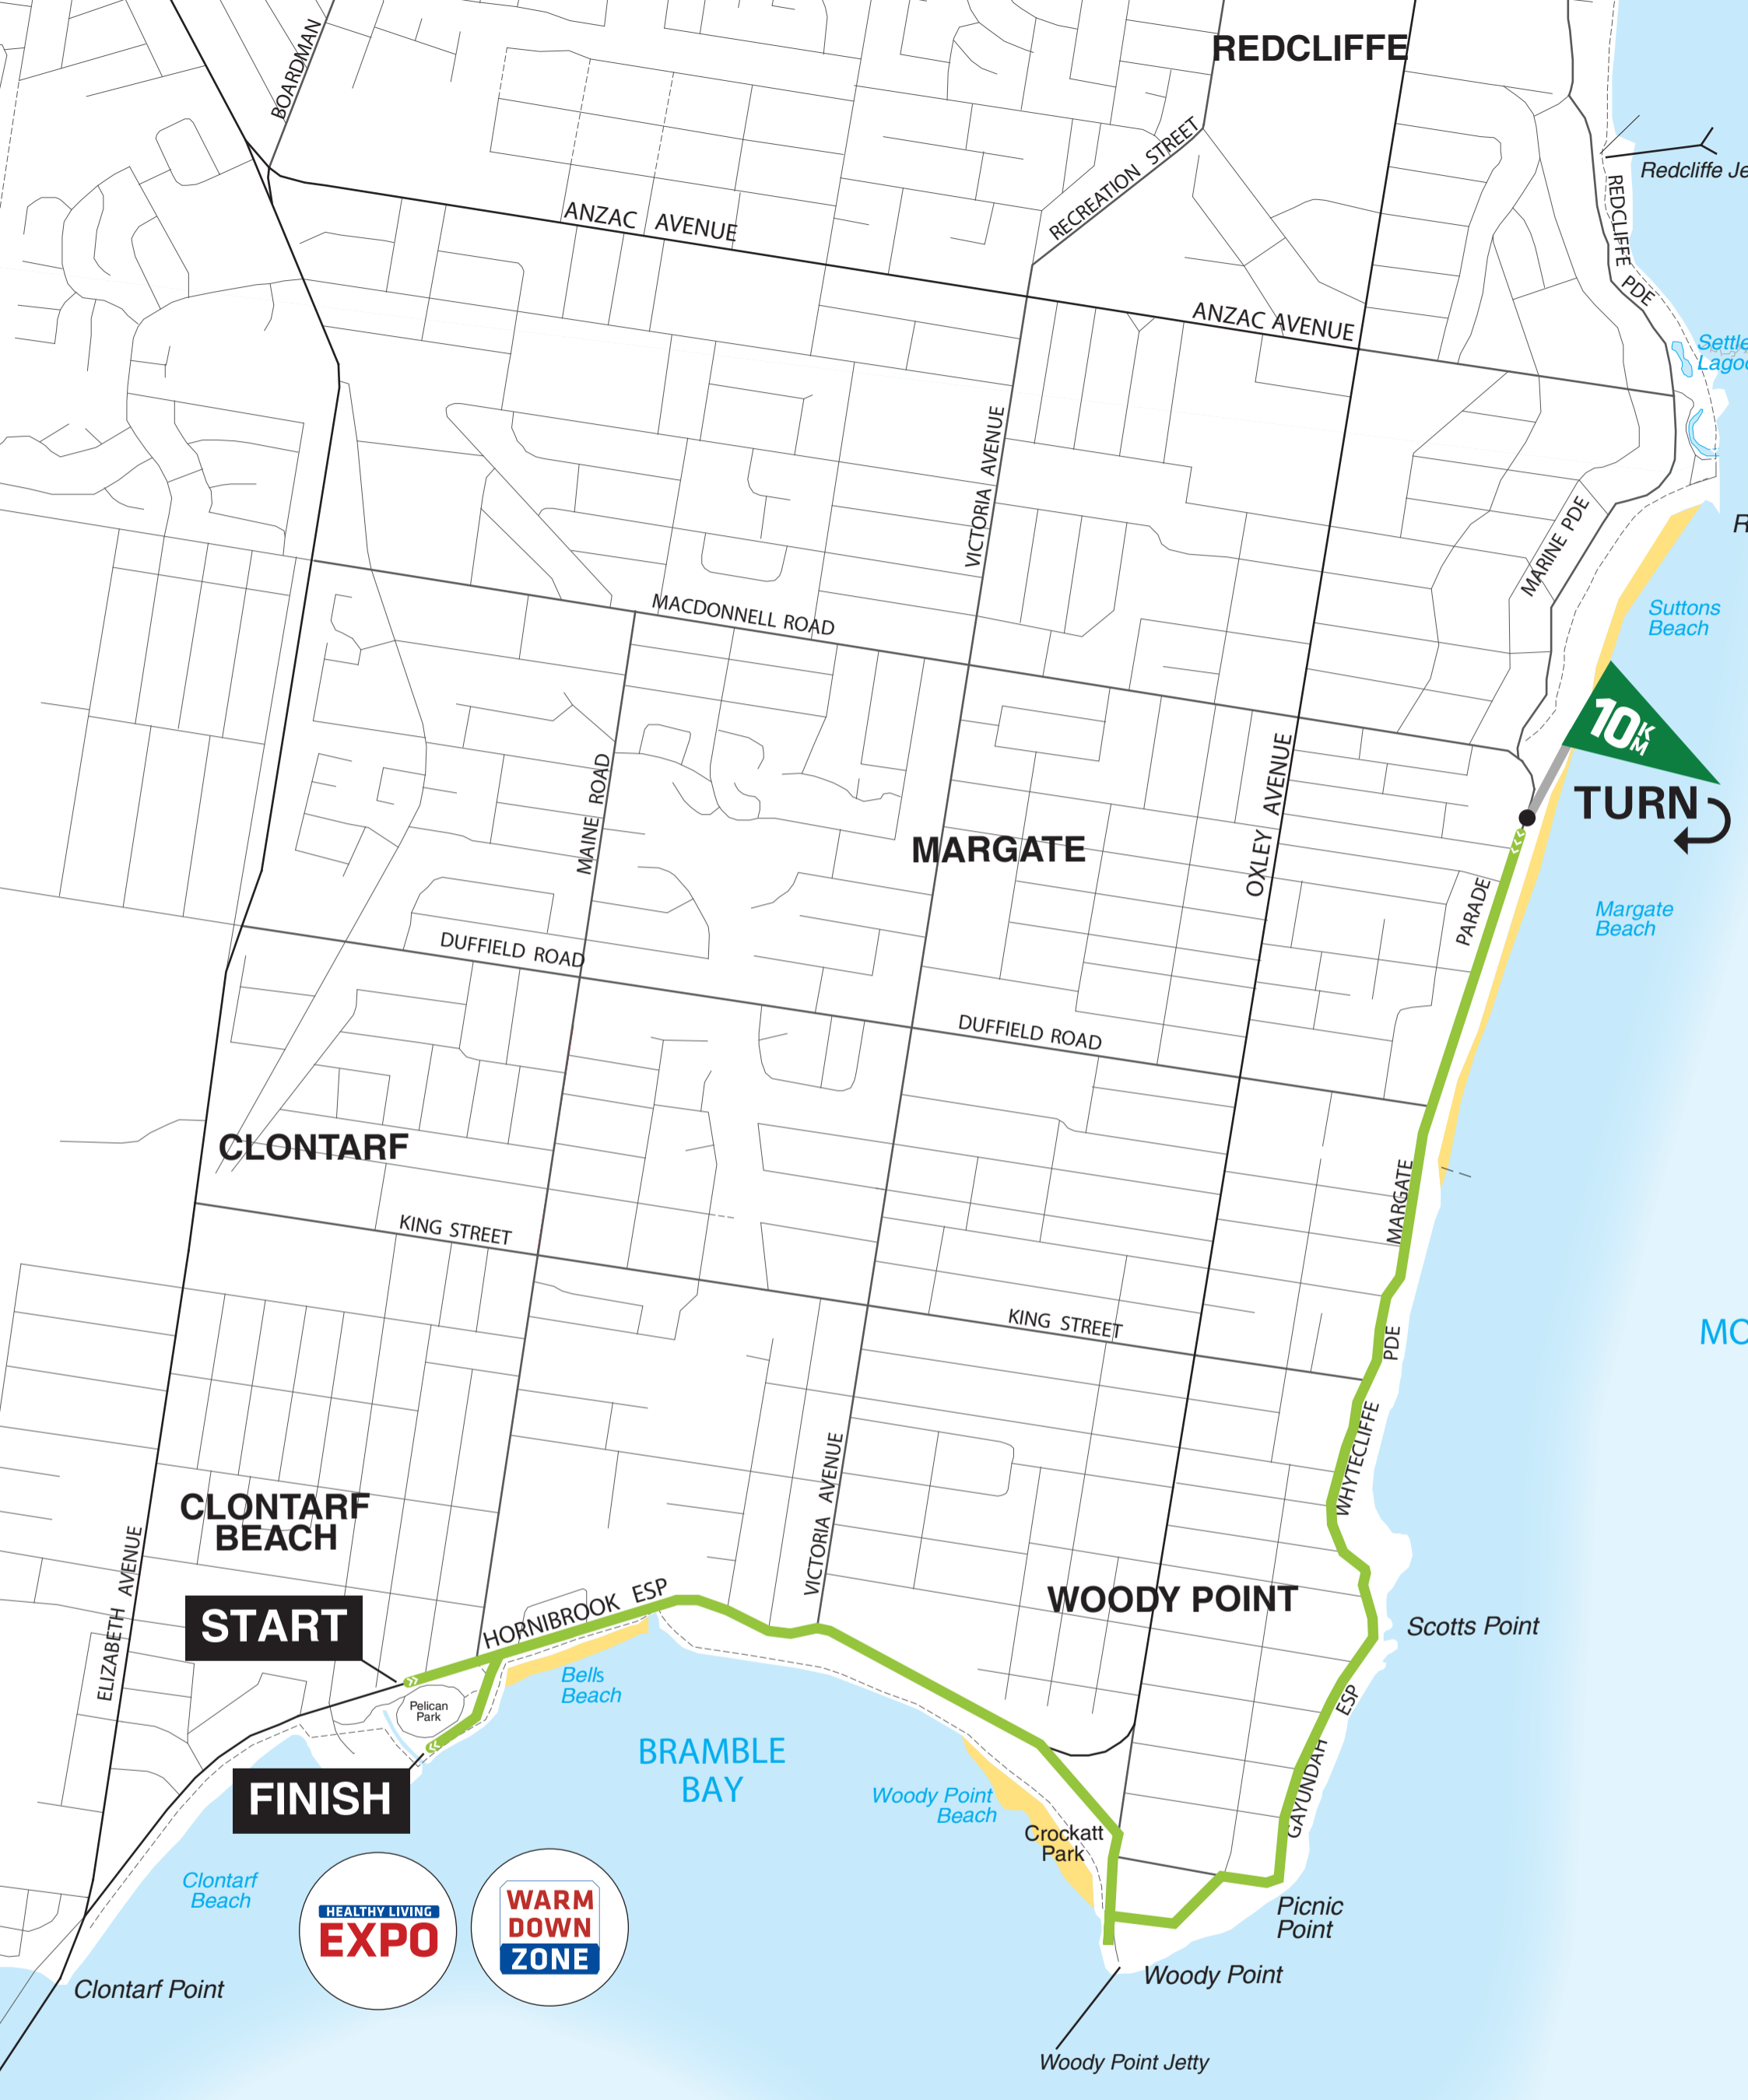 BOARDMAN
REDCLIFFE
RECREATION STREET
Redcliffe Je
REDCLIFFE PDE
ANZAC AVENUE
ANZAC AVENUE
Settle
Lagoo
VICTORIA AVENUE
MARINE PDE
R
Suttons
Beach
MACDONNELL ROAD
10KM
TURN
MAINE ROAD
OXLEY AVENUE
MARGATE
PARADE
Margate
Beach
DUFFIELD ROAD
DUFFIELD ROAD
CLONTARF
MARGATE
KING STREET
KING STREET
PDE
MO
WHYTECLIFFE
VICTORIA AVENUE
CLONTARF
BEACH
ELIZABETH AVENUE
HORNIBROOK ESP
WOODY POINT
START
Scotts Point
Bells
Beach
Pelican
Park
ESP
GAYUNDAH
BRAMBLE
BAY
FINISH
Woody Point
Beach
Crockatt
Park
Clontarf
Beach
HEALTHY LIVING
EXPO
WARM
DOWN
ZONE
Picnic
Point
Clontarf Point
Woody Point
Woody Point Jetty